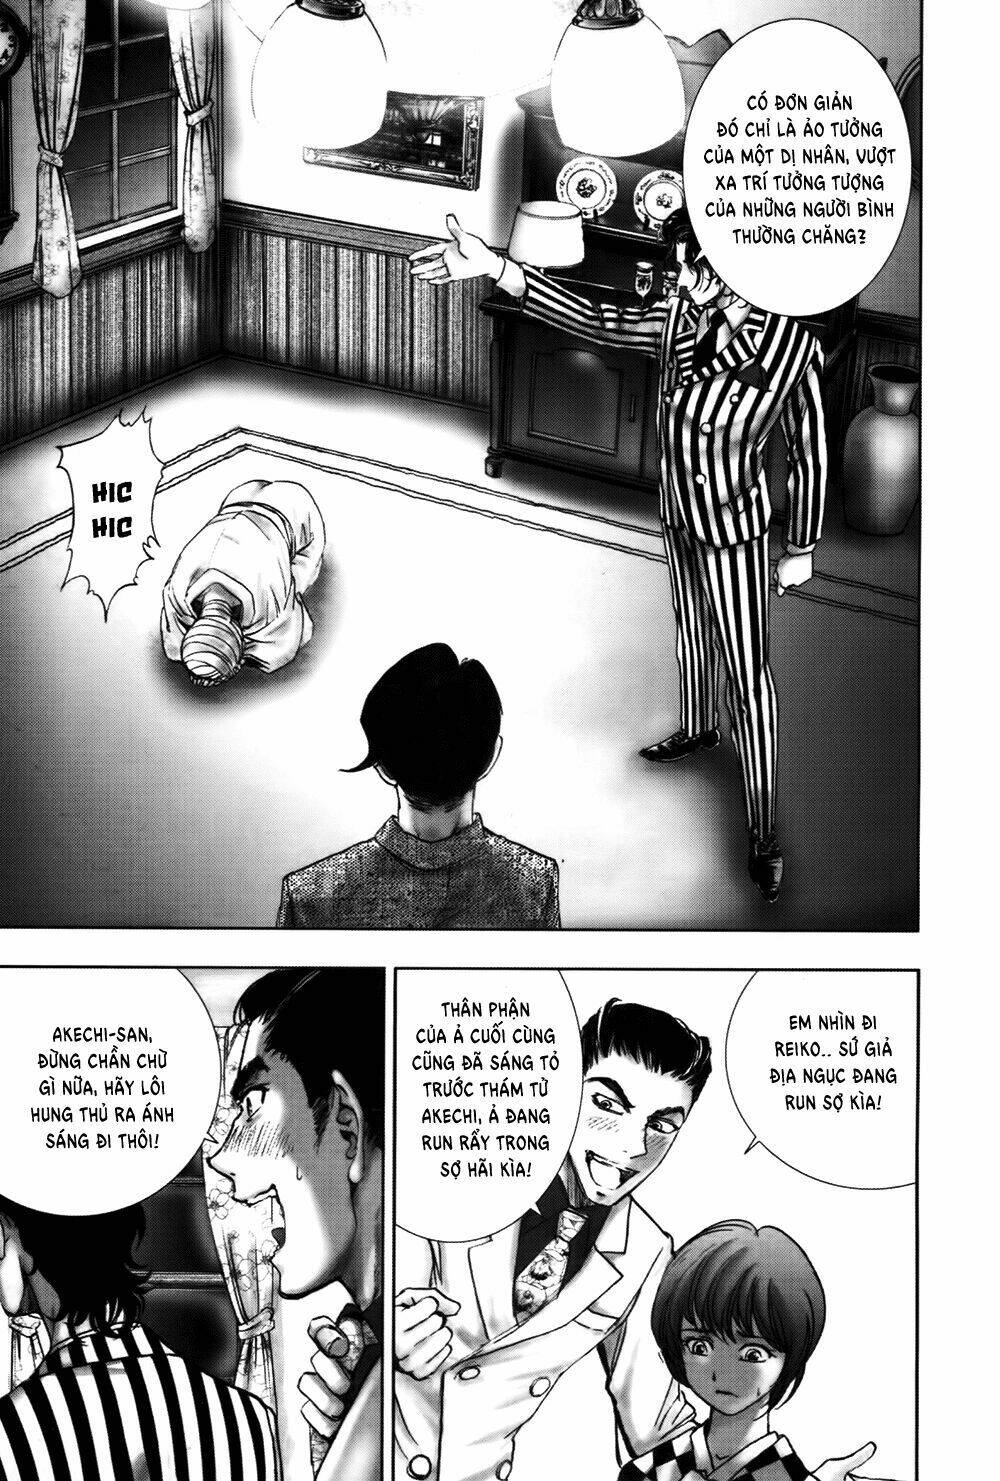 CÓ ĐƠN GIẢN
ĐÓ CHỈ LÀ ẢO TƯỞNG
CỦA MỘT DỊ NHÂN, VƯỢT
XA TRÍ TƯỞNG TƯỢNG
CỦA NHỮNG NGƯỜI BÌNH
THƯỜNG CHĂNG?
HIC
HIC
EM NHÌN ĐI
REIKO.. SỨ GIẢ
ĐỊA NGỤC ĐANG
RUN SỢ KÌA!
THÂN PHẬN
CỦA Ả CUỐI CÙNG
CŨNG ĐÃ SÁNG TỎ
TRƯỚC THÁM TỬ
AKECHI, Ả ĐANG
RUN RẨY TRONG
SỢ HÃI KÌA!
AKECHI-SAN,
ĐỪNG CHẦN CHỪ
GÌ NỮA, HÃY LÔI
HUNG THỦ RA ÁNH
SÁNG ĐI THÔI!